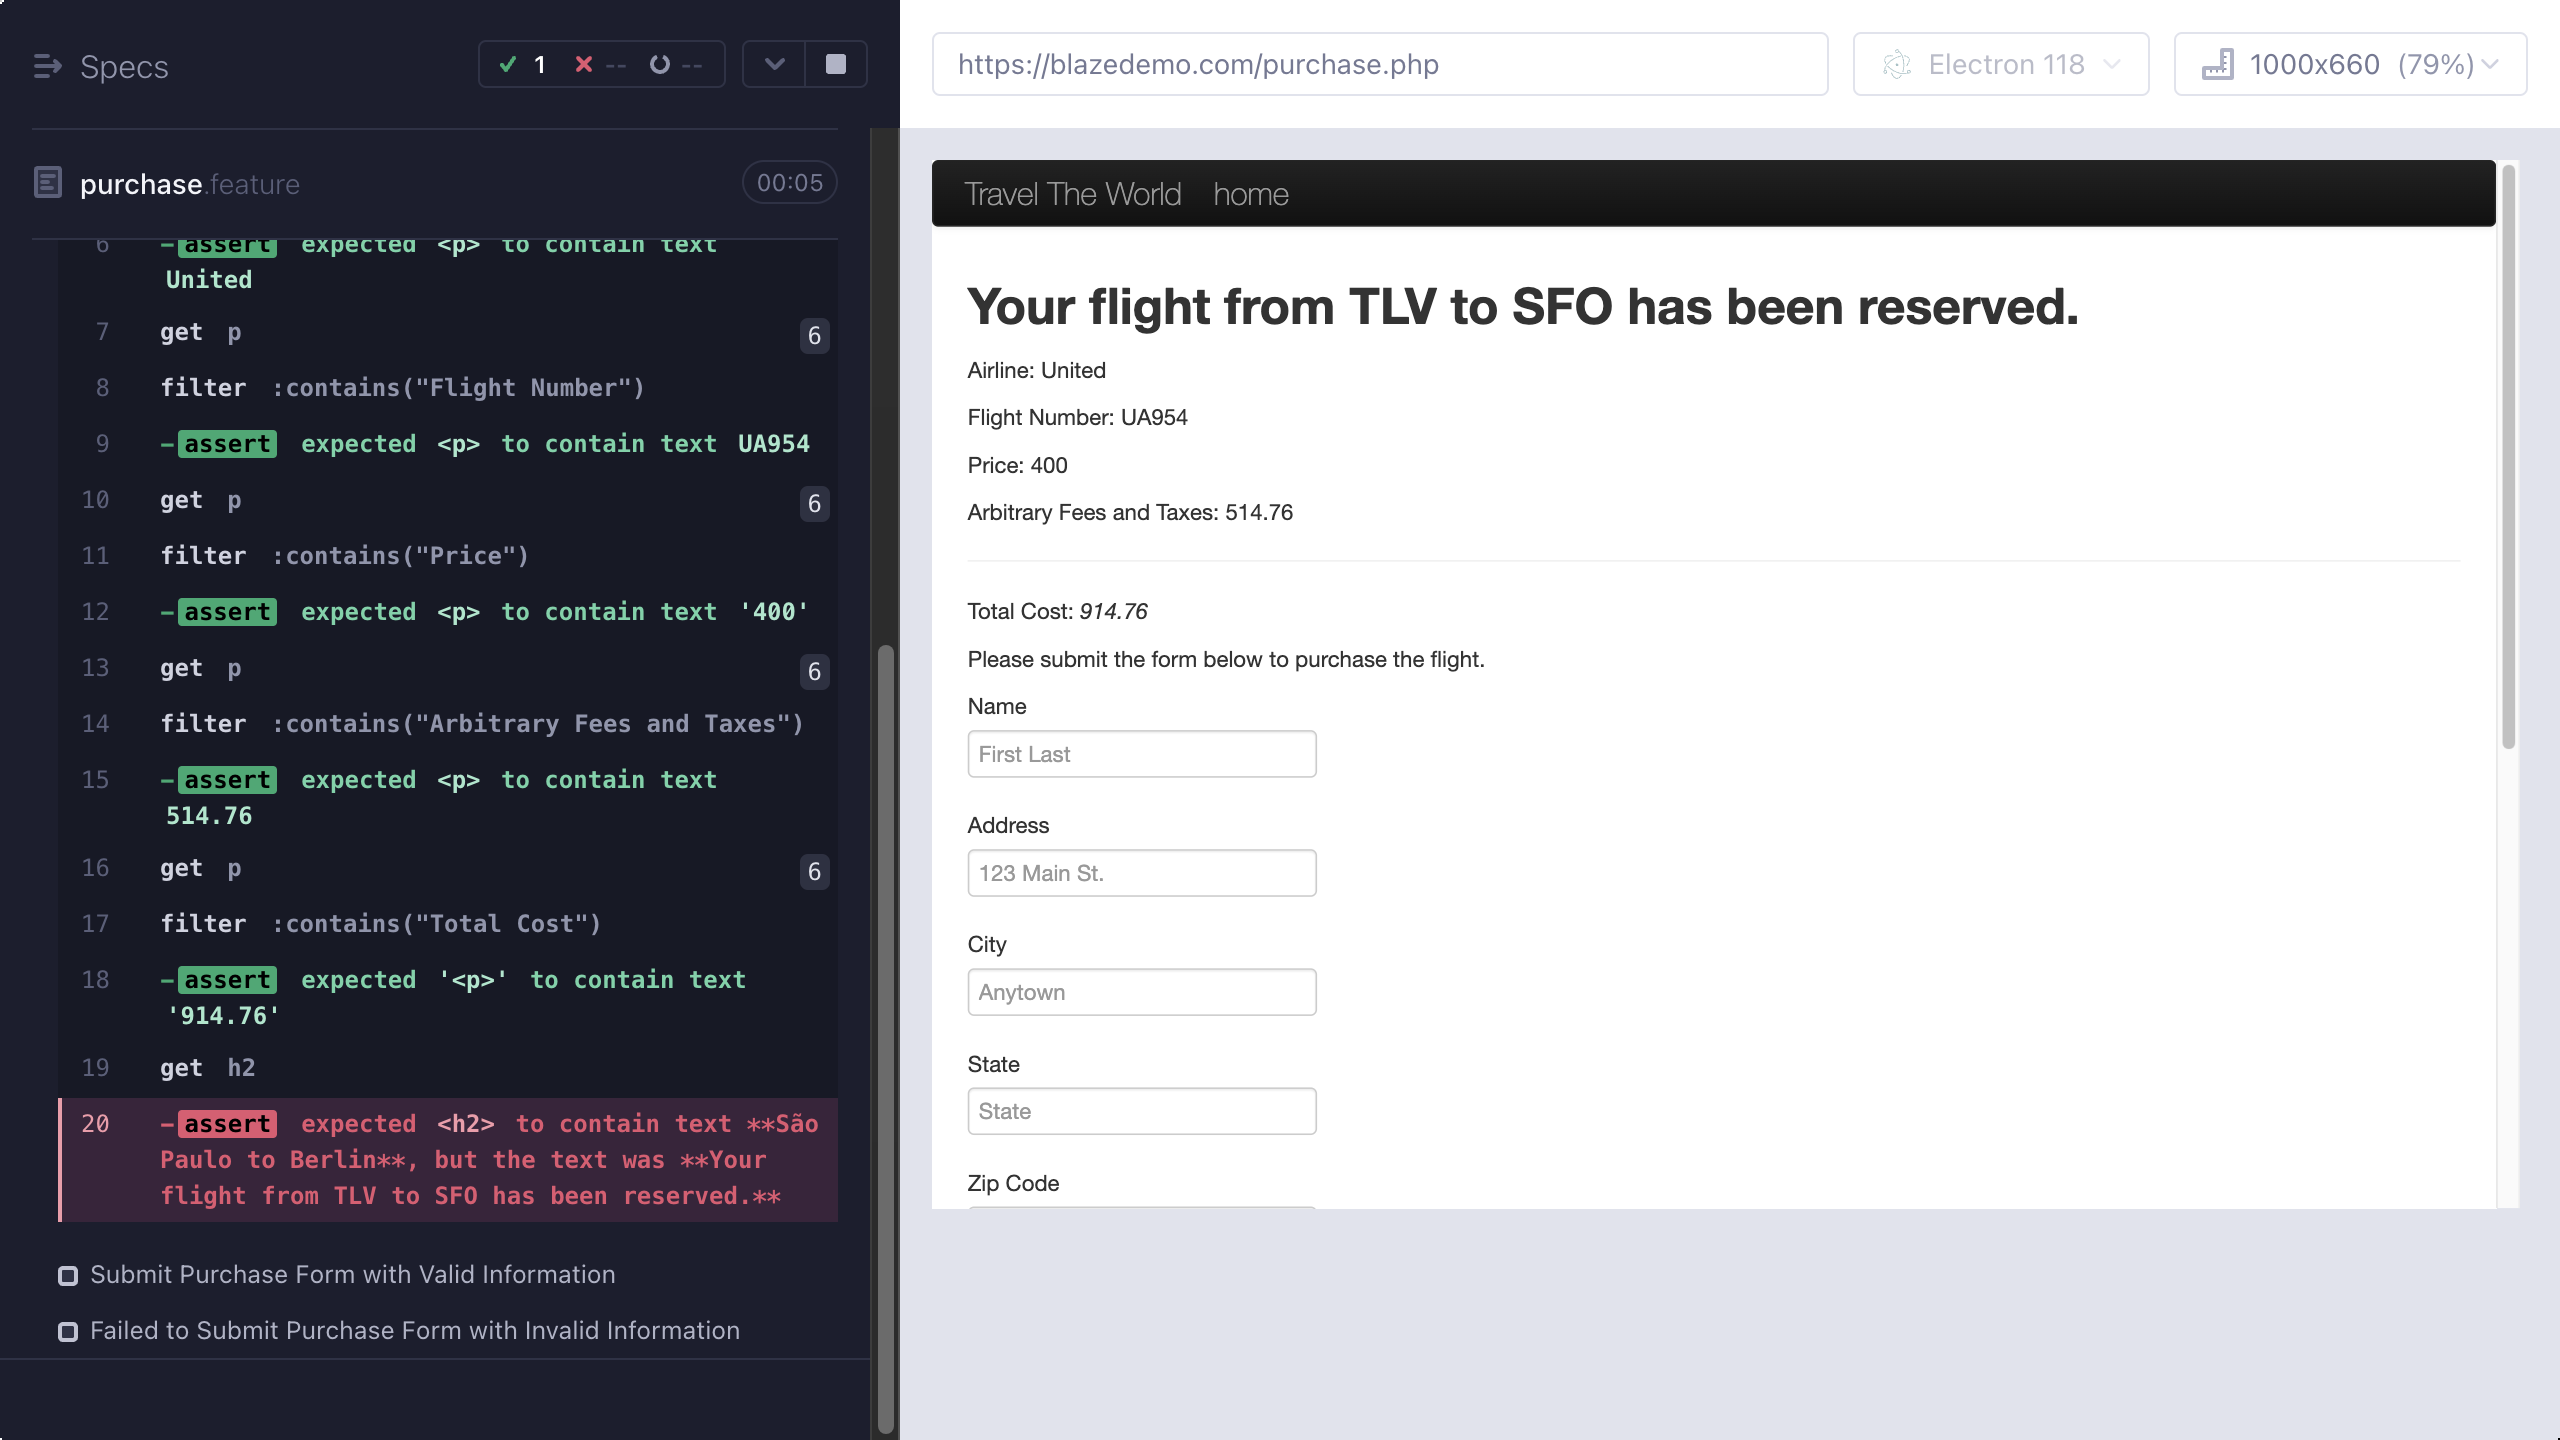 Specs
1
--
--
purchase.feature
00:05
6 -assert expected <p> to contain text
United
7 get p 6
8 filter :contains("Flight Number")
9 -assert expected <p> to contain text UA954
10 get p 6
11 filter :contains("Price")
12 -assert expected <p> to contain text '400'
13 get p 6
14 filter :contains("Arbitrary Fees and Taxes")
15 -assert expected <p> to contain text
514.76
16 get p 6
17 filter :contains("Total Cost")
18 -assert expected '<p>' to contain text
'914.76'
19 get h2
20 -assert expected <h2> to contain text **São
Paulo to Berlin**, but the text was **Your
flight from TLV to SFO has been reserved.**
Submit Purchase Form with Valid Information
Failed to Submit Purchase Form with Invalid Information
https://blazedemo.com/purchase.php
Electron 118
1000x660 (79%)
Travel The World home
Your flight from TLV to SFO has been reserved.
Airline: United
Flight Number: UA954
Price: 400
Arbitrary Fees and Taxes: 514.76
Total Cost: 914.76
Please submit the form below to purchase the flight.
Name
First Last
Address
123 Main St.
City
Anytown
State
State
Zip Code